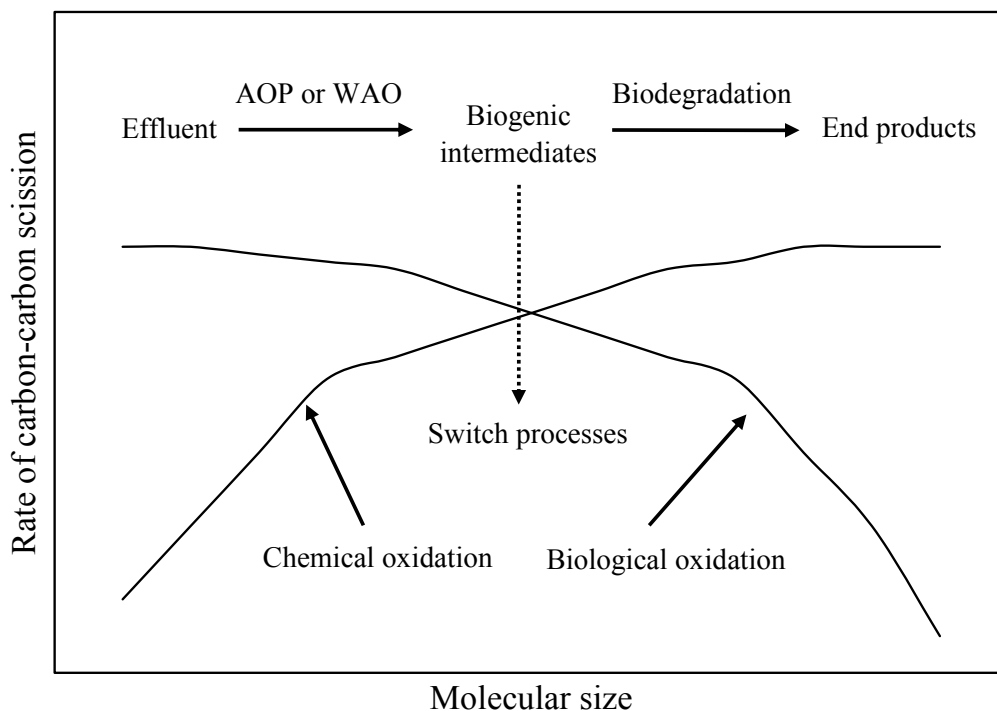 AOP or WAO
Biodegradation
Effluent
Biogenic
intermediates
End products
Rate of carbon-carbon scission
Switch processes
Chemical oxidation
Biological oxidation
Molecular size